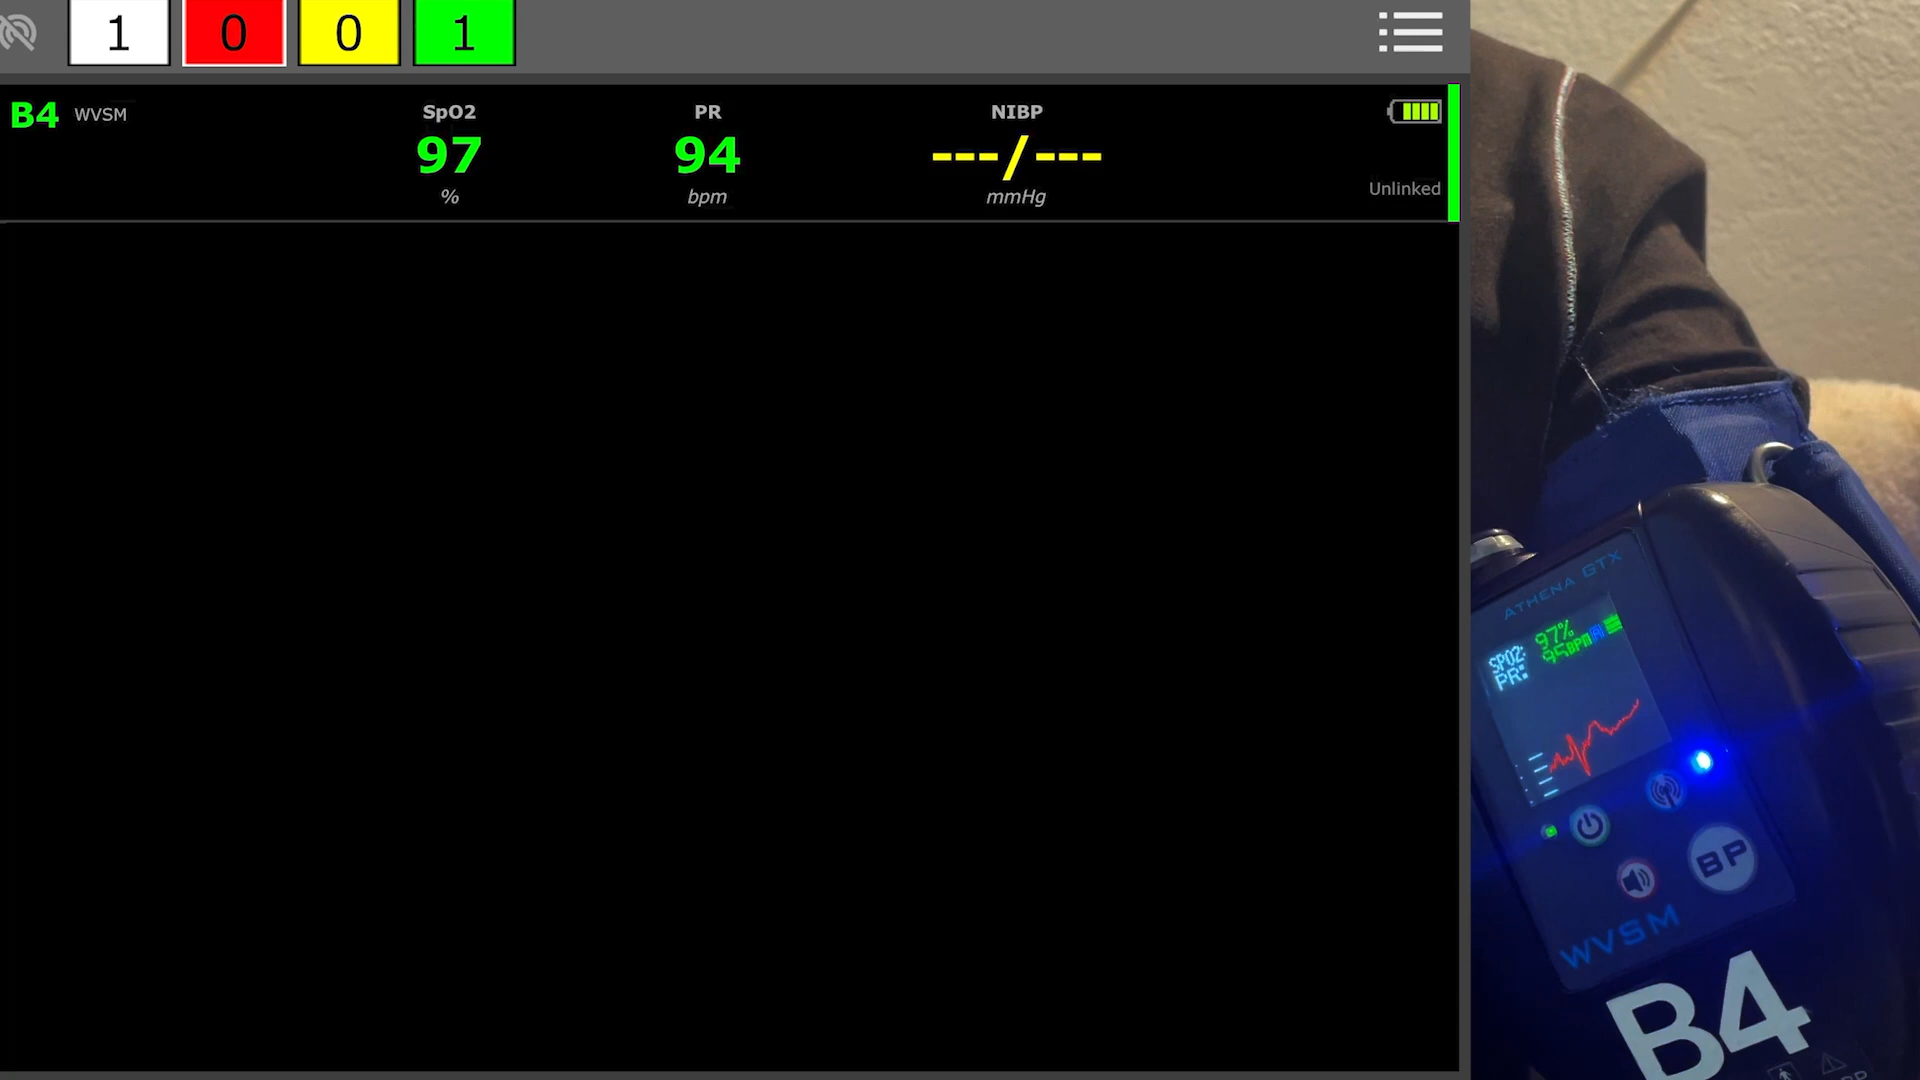 1 0 0 1
B4 WVSM SpO2 PR NIBP
97 94 ---/---
% bpm mmHg Unlinked
ATHENA GTX
SPO2: 97%
PR: 95BPM
BP
WVSM
B4